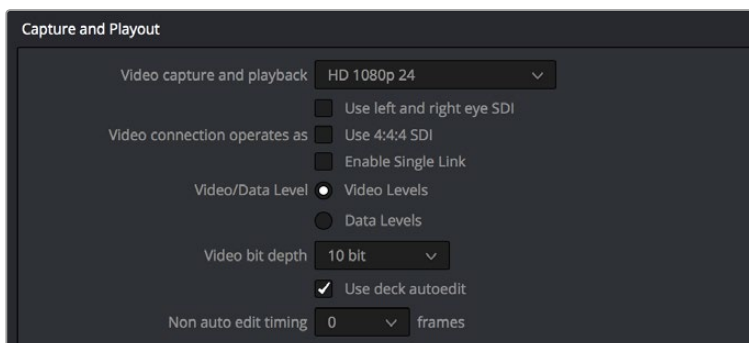 Capture and Playout
Video capture and playback HD 1080p 24
Use left and right eye SDI
Video connection operates as Use 4:4:4 SDI
Enable Single Link
Video/Data Level Video Levels
Data Levels
Video bit depth 10 bit
Use deck autoedit
Non auto edit timing 0 frames